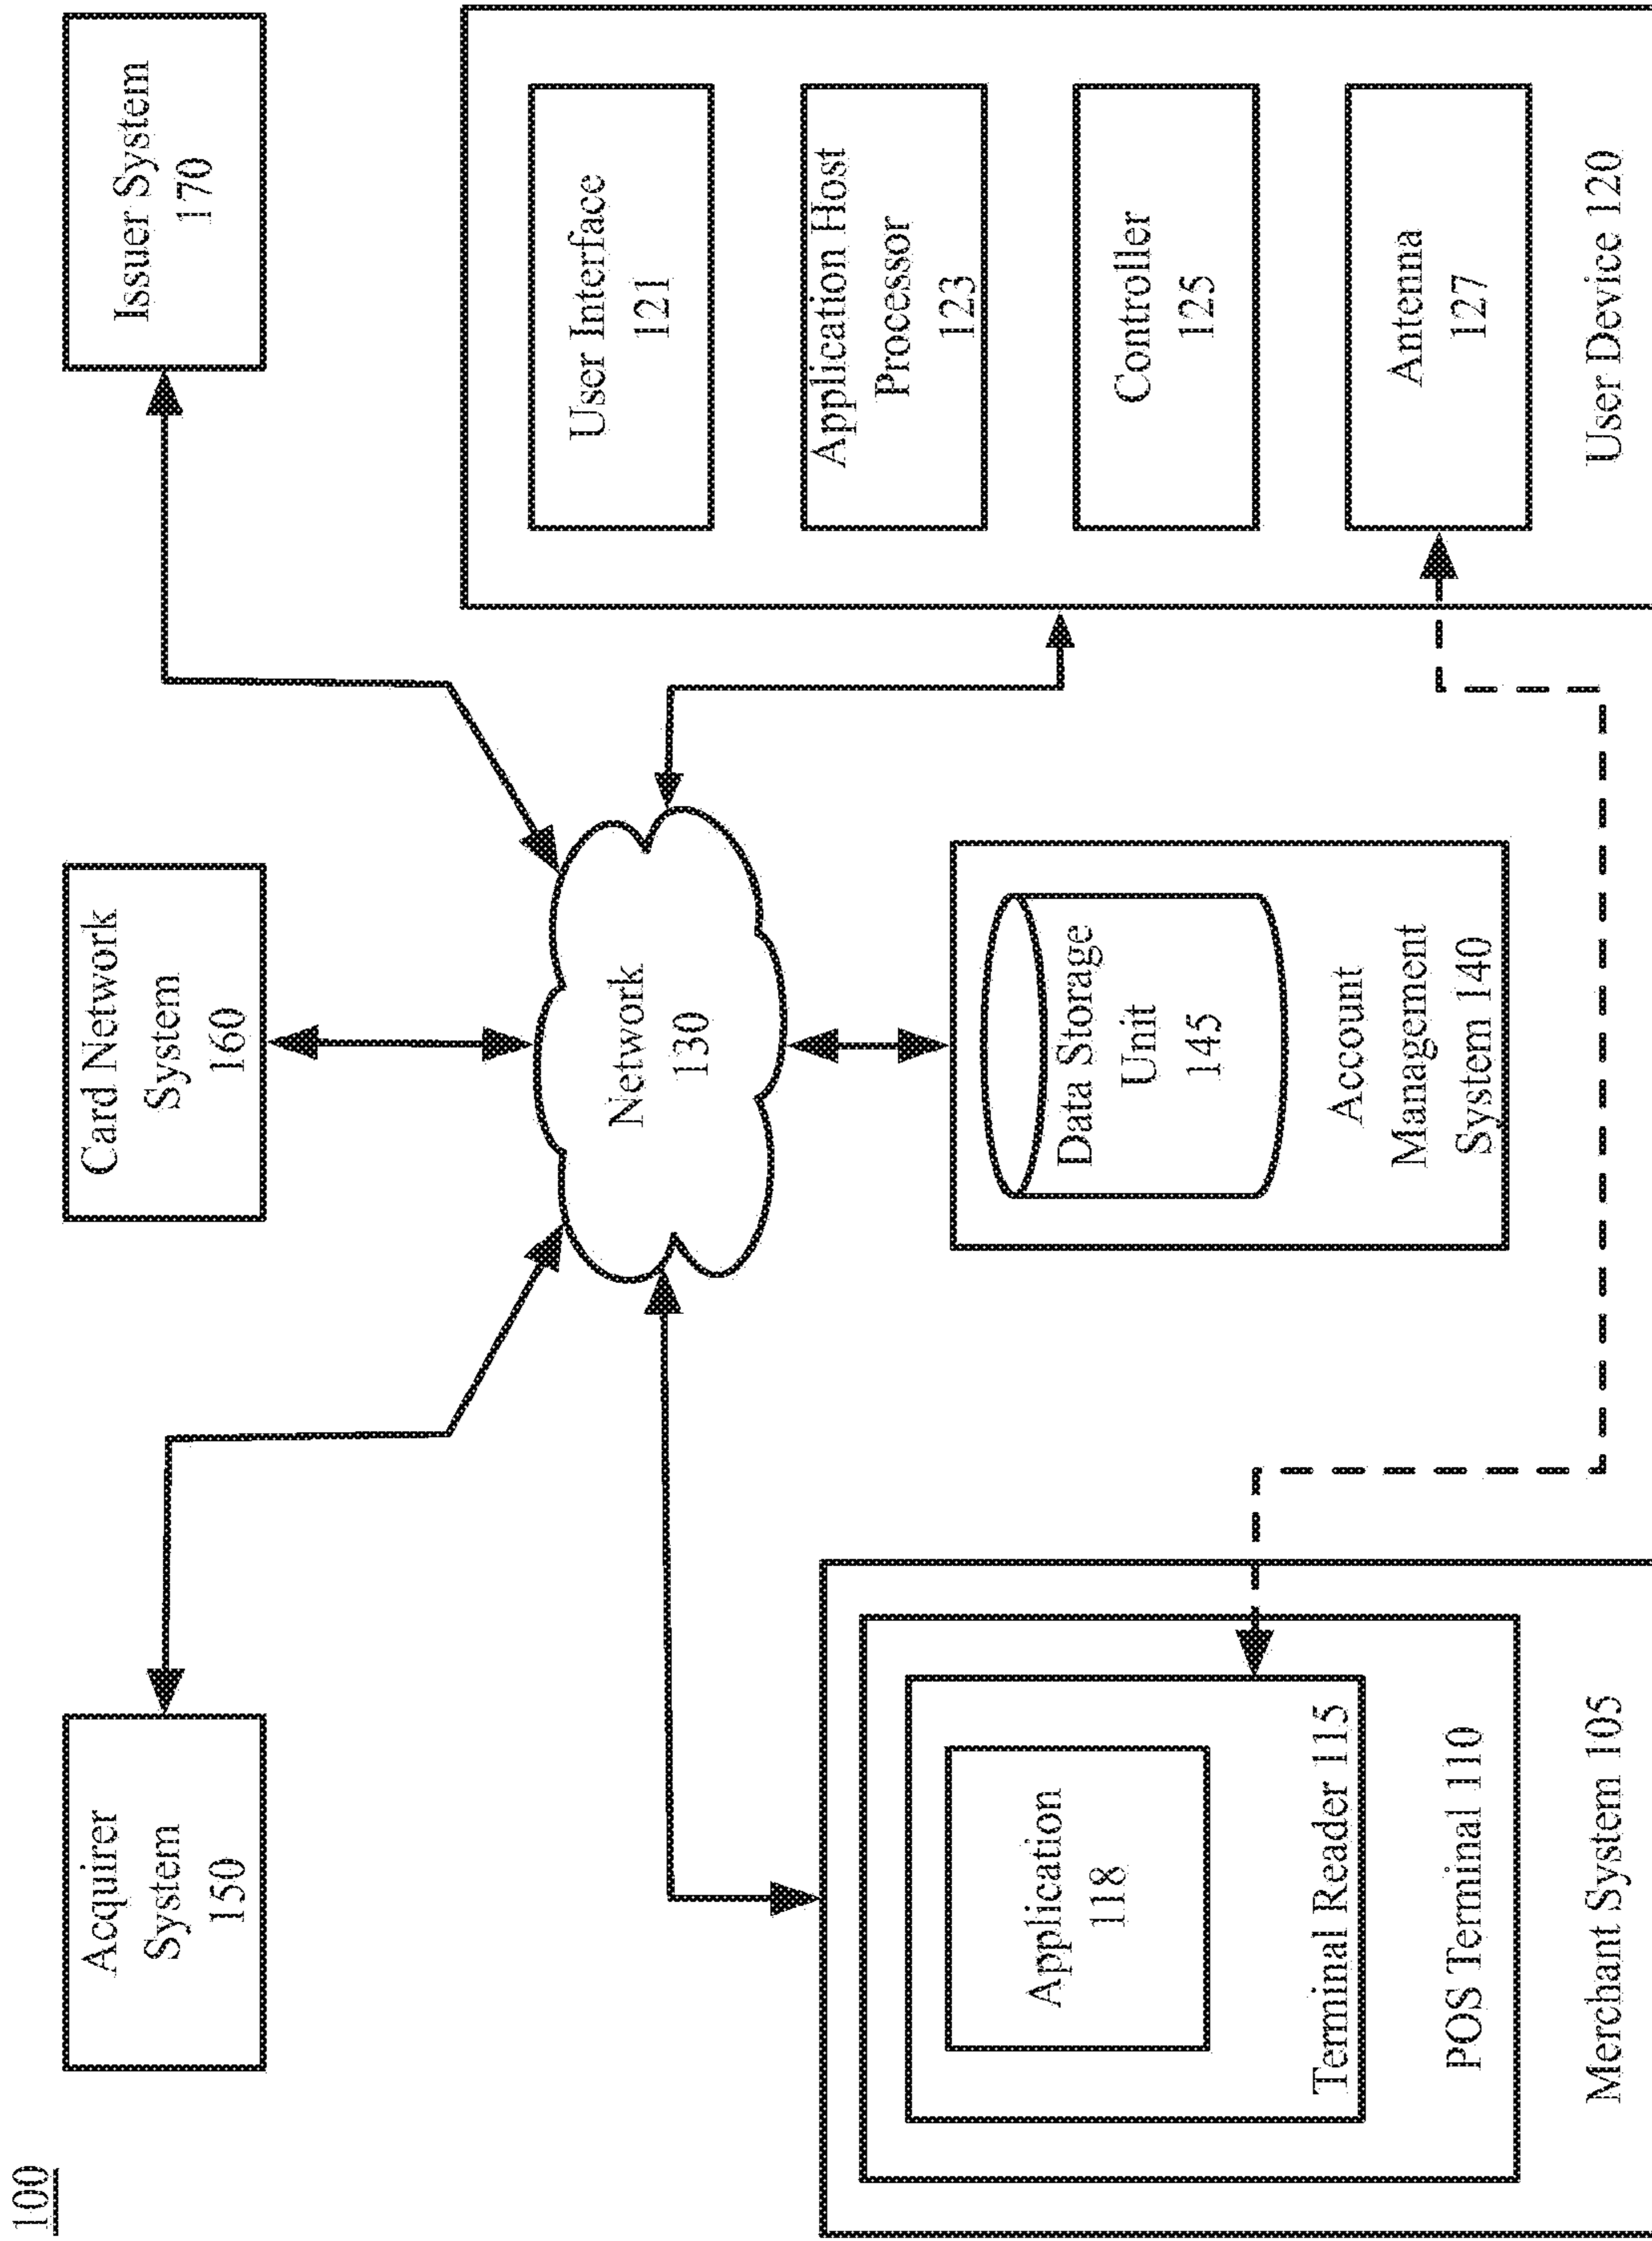 100
Acquirer
System
150
Card Network
System
160
Issuer System
170
Network
130
Application
118
Terminal Reader 115
POS Terminal 110
Merchant System 105
Data Storage
Unit
145
Account
Management
System 140
User Interface
121
Application Host
Processor
123
Controller
125
Antenna
127
User Device 120